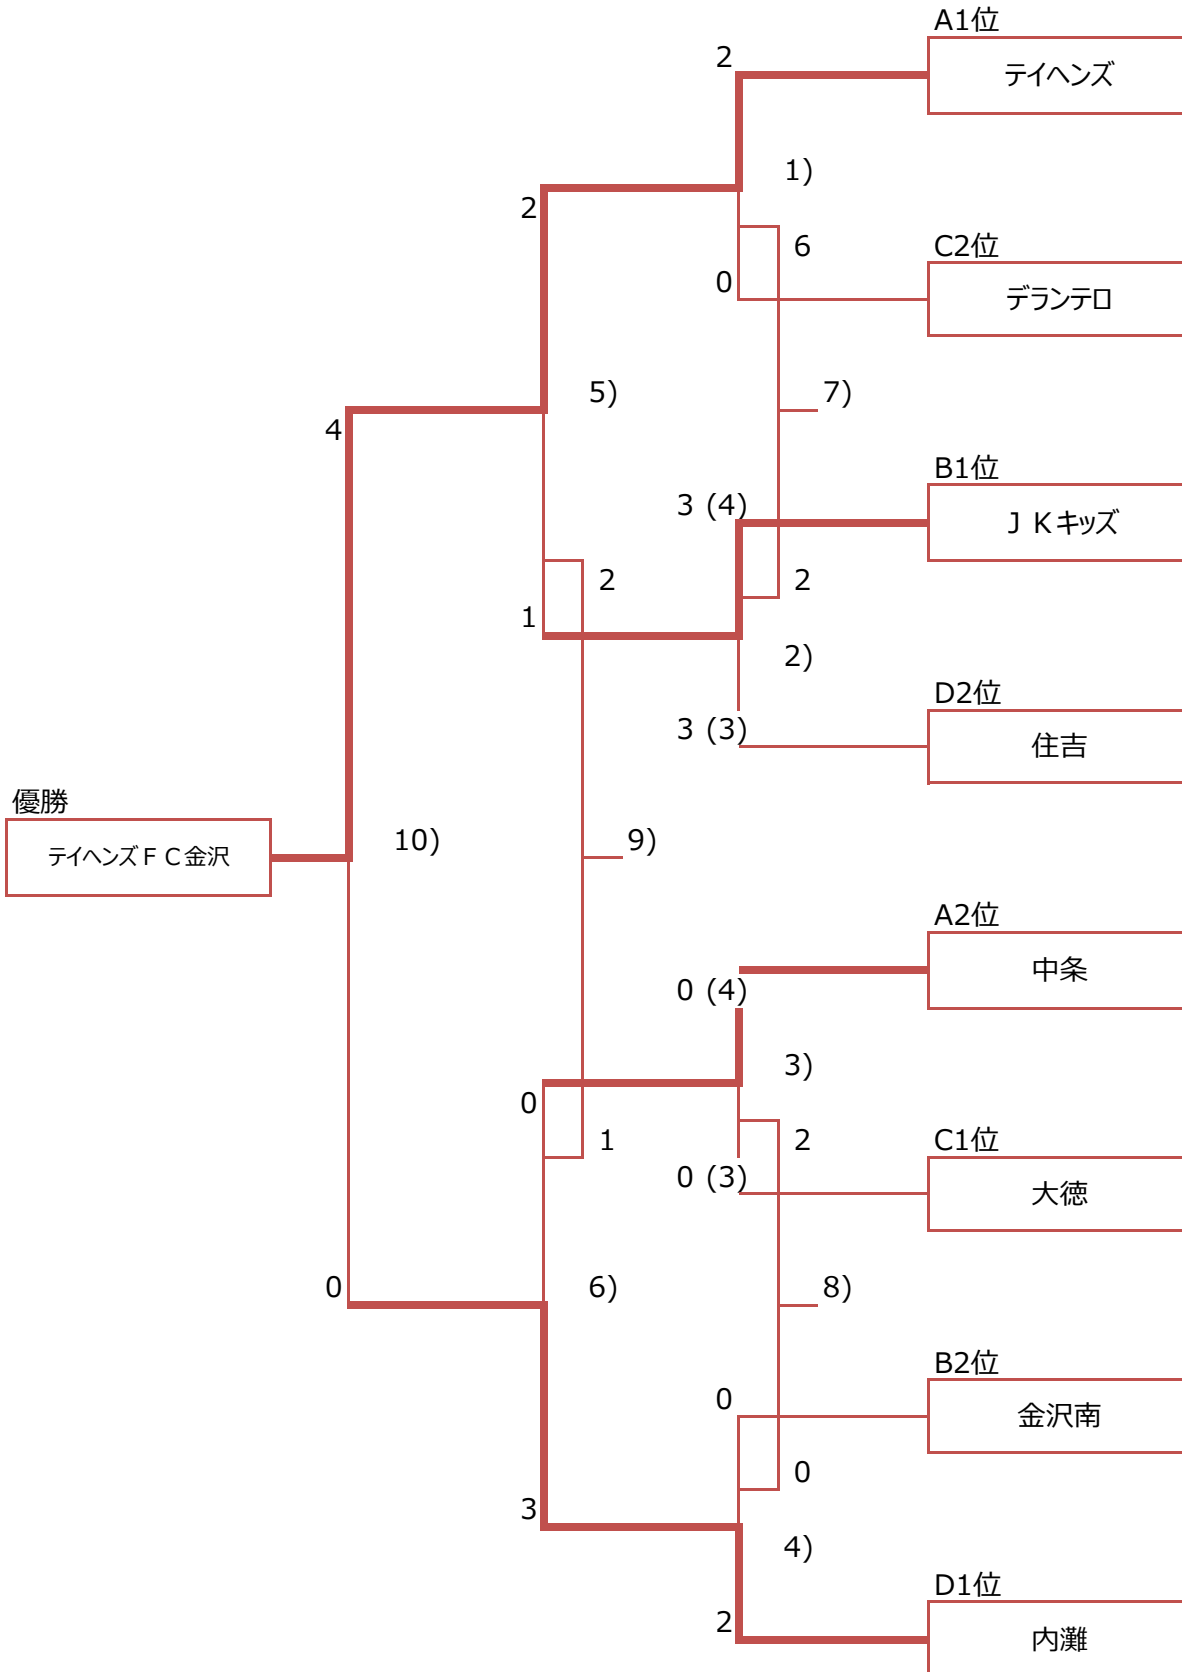 A1位
2
テイヘンズ
1)
2
C2位
6
0
デランテロ
5)
7)
4
B1位
3 (4)
ＪＫキッズ
2
2
1
2)
D2位
3 (3)
住吉
優勝
10)
9)
テイヘンズＦＣ金沢
A2位
中条
0 (4)
3)
0
C1位
1
2
0 (3)
大徳
0
6)
8)
B2位
0
金沢南
0
3
4)
D1位
2
内灘